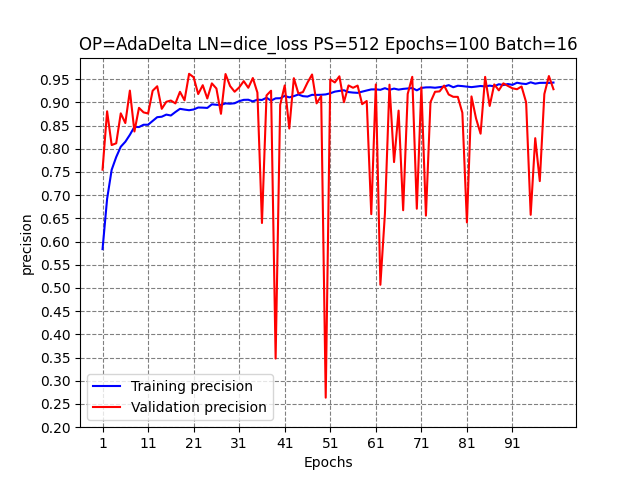 OP=AdaDelta LN=dice_loss PS=512 Epochs=100 Batch=16
0.95
0.90
0.85
0.80
0.75
0.70
0.65
0.60
0.55
0.50
0.45
0.40
0.35
0.30
0.25
0.20
precision
Training precision
Validation precision
1 11 21 31 41 51 61 71 81 91
Epochs